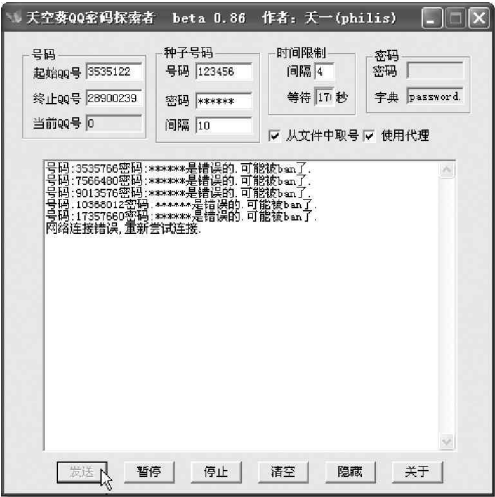 天空葵QQ密码探索者 beta 0.86 作者：天一(philis)
号码
起始QQ号 3535122
终止QQ号 28900239
当前QQ号 0
种子号码
号码 123456
密码 ******
间隔 10
时间限制
间隔 4
等待 17 秒
密码
密码
字典 password.
从文件中取号 使用代理
号码:3535766密码:******是错误的.可能被ban了.
号码:7566480密码:******是错误的.可能被ban了.
号码:9013576密码:******是错误的.可能被ban了.
号码:10368012密码:******是错误的.可能被ban了.
号码:17357660密码:******是错误的.可能被ban了.
网络连接错误,重新尝试连接.
发送 暂停 停止 清空 隐藏 关于